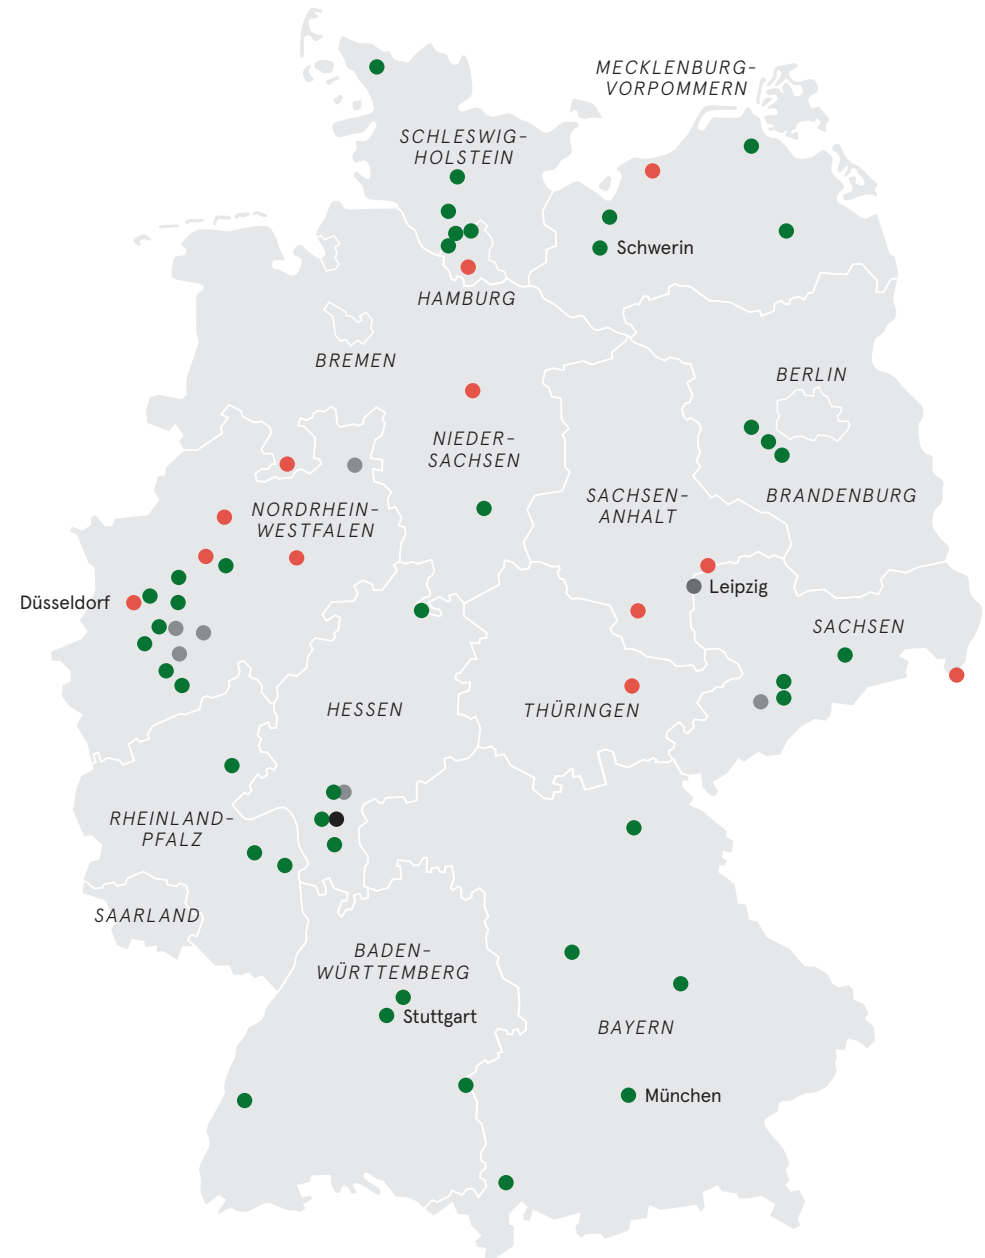 MECKLENBURG-
VORPOMMERN
SCHLESWIG-
HOLSTEIN
Schwerin
HAMBURG
BREMEN
BERLIN
NIEDER-
SACHSEN
SACHSEN-
ANHALT
BRANDENBURG
NORDRHEIN-
WESTFALEN
Leipzig
Düsseldorf
SACHSEN
HESSEN
THÜRINGEN
RHEINLAND-
PFALZ
SAARLAND
BADEN-
WÜRTTEMBERG
Stuttgart
BAYERN
München